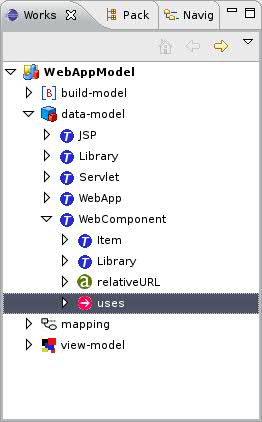 Works
Pack
Navig
WebAppModel
[B] build-model
data-model
T JSP
T Library
T Servlet
T WebApp
T WebComponent
T Item
T Library
a relativeURL
uses
mapping
view-model